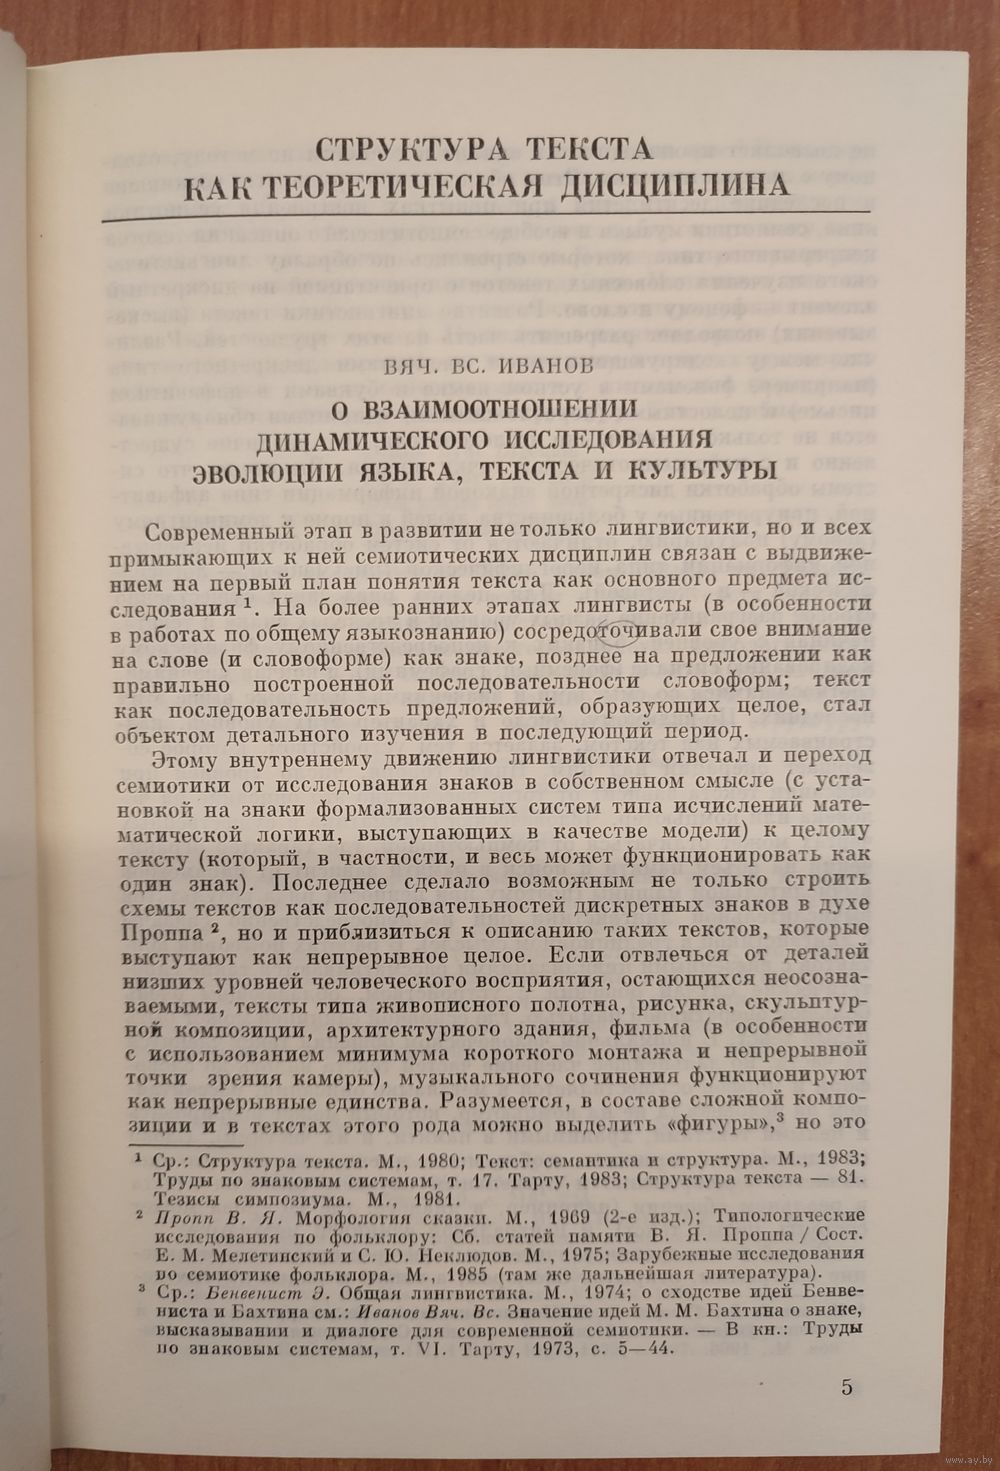 СТРУКТУРА ТЕКСТА
КАК ТЕОРЕТИЧЕСКАЯ ДИСЦИПЛИНА
ВЯЧ. ВС. ИВАНОВ
О ВЗАИМООТНОШЕНИИ
ДИНАМИЧЕСКОГО ИССЛЕДОВАНИЯ
ЭВОЛЮЦИИ ЯЗЫКА, ТЕКСТА И КУЛЬТУРЫ
Современный этап в развитии не только лингвистики, но и всех
примыкающих к ней семиотических дисциплин связан с выдвиже-
нием на первый план понятия текста как основного предмета ис-
следования ¹. На более ранних этапах лингвисты (в особенности
в работах по общему языкознанию) сосредоточивали свое внимание
на слове (и словоформе) как знаке, позднее на предложении как
правильно построенной последовательности словоформ; текст
как последовательность предложений, образующих целое, стал
объектом детального изучения в последующий период.
Этому внутреннему движению лингвистики отвечал и переход
семиотики от исследования знаков в собственном смысле (с уста-
новкой на знаки формализованных систем типа исчислений мате-
матической логики, выступающих в качестве модели) к целому
тексту (который, в частности, и весь может функционировать как
один знак). Последнее сделало возможным не только строить
схемы текстов как последовательностей дискретных знаков в духе
Проппа ², но и приблизиться к описанию таких текстов, которые
выступают как непрерывное целое. Если отвлечься от деталей
низших уровней человеческого восприятия, остающихся неосозна-
ваемыми, тексты типа живописного полотна, рисунка, скульптур-
ной композиции, архитектурного здания, фильма (в особенности
с использованием минимума короткого монтажа и непрерывной
точки зрения камеры), музыкального сочинения функционируют
как непрерывные единства. Разумеется, в составе сложной компо-
зиции и в текстах этого рода можно выделить «фигуры»,³ но это
¹ Ср.: Структура текста. М., 1980; Текст: семантика и структура. М., 1983;
Труды по знаковым системам, т. 17. Тарту, 1983; Структура текста — 81.
Тезисы симпозиума. М., 1981.
² Пропп В. Я. Морфология сказки. М., 1969 (2-е изд.); Типологические
исследования по фольклору: Сб. статей памяти В. Я. Проппа / Сост.
Е. М. Мелетинский и С. Ю. Неклюдов. М., 1975; Зарубежные исследования
по семиотике фольклора. М., 1985 (там же дальнейшая литература).
³ Ср.: Бенвенист Э. Общая лингвистика. М., 1974; о сходстве идей Бенве-
ниста и Бахтина см.: Иванов Вяч. Вс. Значение идей М. М. Бахтина о знаке,
высказывании и диалоге для современной семиотики. — В кн.: Труды
по знаковым системам, т. VI. Тарту, 1973, с. 5—44.
5
www.ay.by